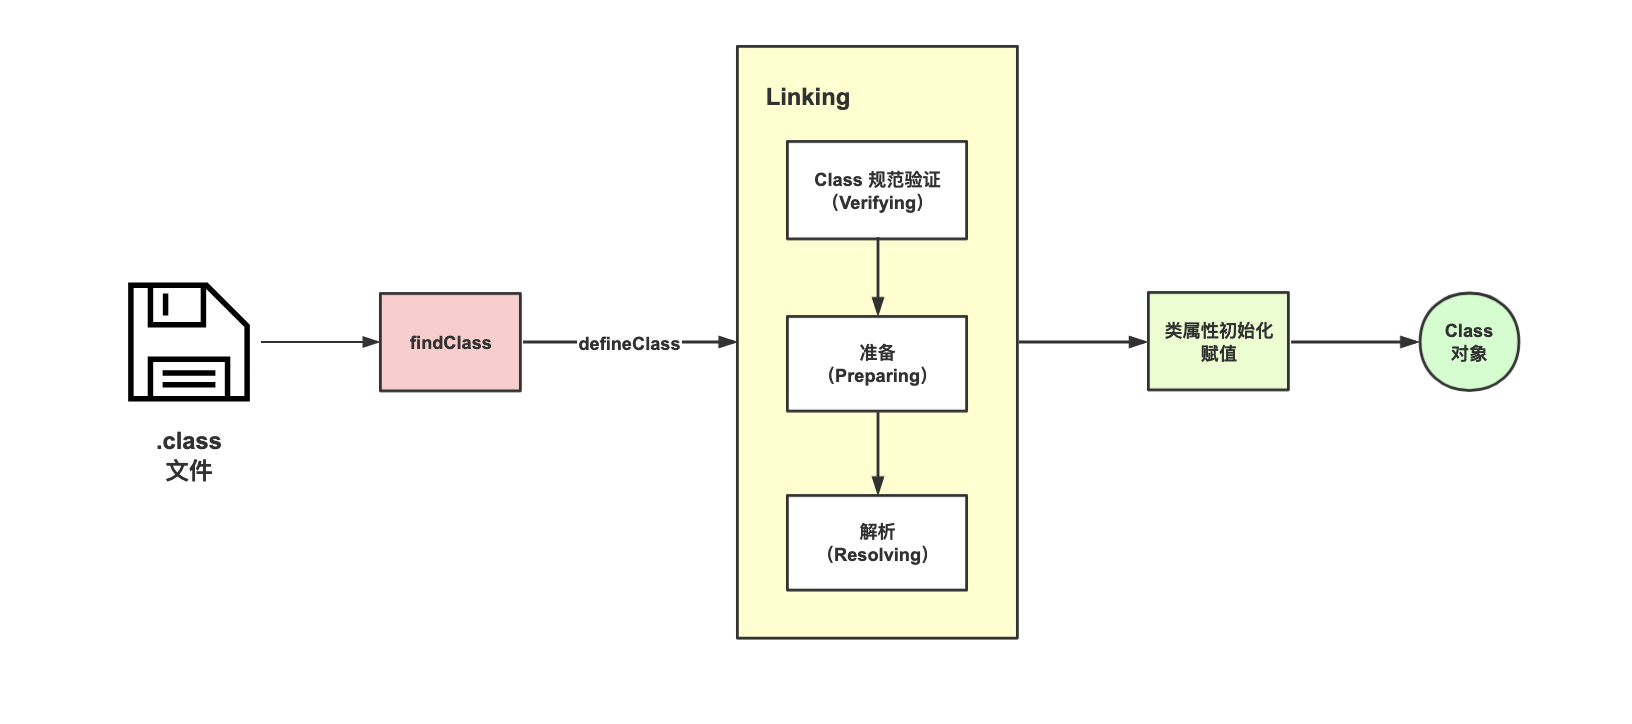 .class
文件
findClass
defineClass
Linking
Class 规范验证
（Verifying）
准备
（Preparing）
解析
（Resolving）
类属性初始化
赋值
Class
对象